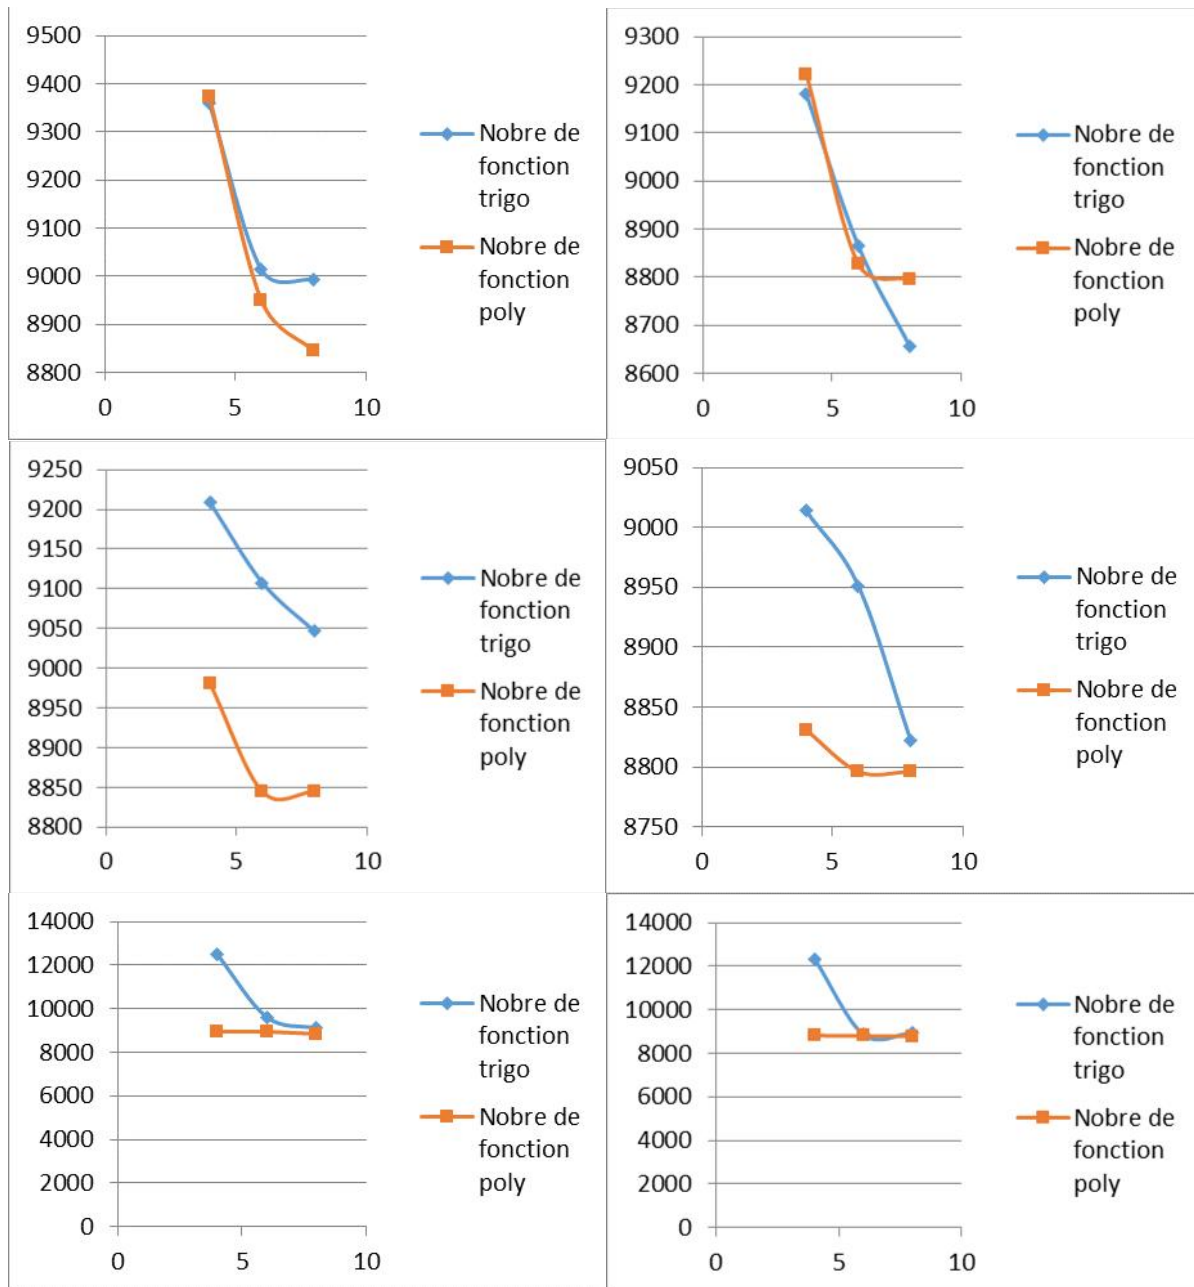 9500
9400
9300
9200
9100
9000
8900
8800
0 5 10
Nobre de
fonction
trigo
Nobre de
fonction
poly
9300
9200
9100
9000
8900
8800
8700
8600
0 5 10
Nobre de
fonction
trigo
Nobre de
fonction
poly
9250
9200
9150
9100
9050
9000
8950
8900
8850
8800
0 5 10
Nobre de
fonction
trigo
Nobre de
fonction
poly
9050
9000
8950
8900
8850
8800
8750
0 5 10
Nobre de
fonction
trigo
Nobre de
fonction
poly
14000
12000
10000
8000
6000
4000
2000
0
0 5 10
Nobre de
fonction
trigo
Nobre de
fonction
poly
14000
12000
10000
8000
6000
4000
2000
0
0 5 10
Nobre de
fonction
trigo
Nobre de
fonction
poly